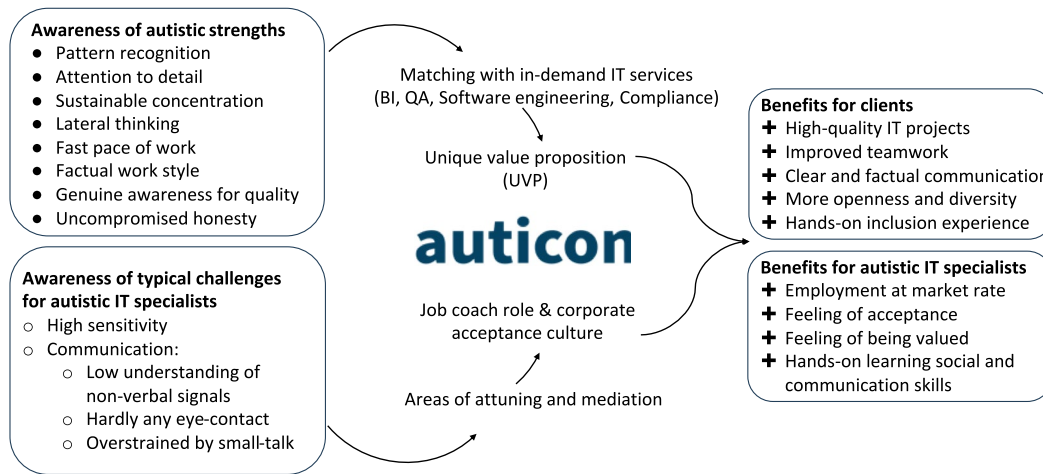 Awareness of autistic strengths
● Pattern recognition
● Attention to detail
● Sustainable concentration
● Lateral thinking
● Fast pace of work
● Factual work style
● Genuine awareness for quality
● Uncompromised honesty
Awareness of typical challenges
for autistic IT specialists
○ High sensitivity
○ Communication:
○ Low understanding of
non-verbal signals
○ Hardly any eye-contact
○ Overstrained by small-talk
Matching with in-demand IT services
(BI, QA, Software engineering, Compliance)
Unique value proposition
(UVP)
auticon
Job coach role & corporate
acceptance culture
Areas of attuning and mediation
Benefits for clients
✚ High-quality IT projects
✚ Improved teamwork
✚ Clear and factual communication
✚ More openness and diversity
✚ Hands-on inclusion experience
Benefits for autistic IT specialists
✚ Employment at market rate
✚ Feeling of acceptance
✚ Feeling of being valued
✚ Hands-on learning social and
communication skills